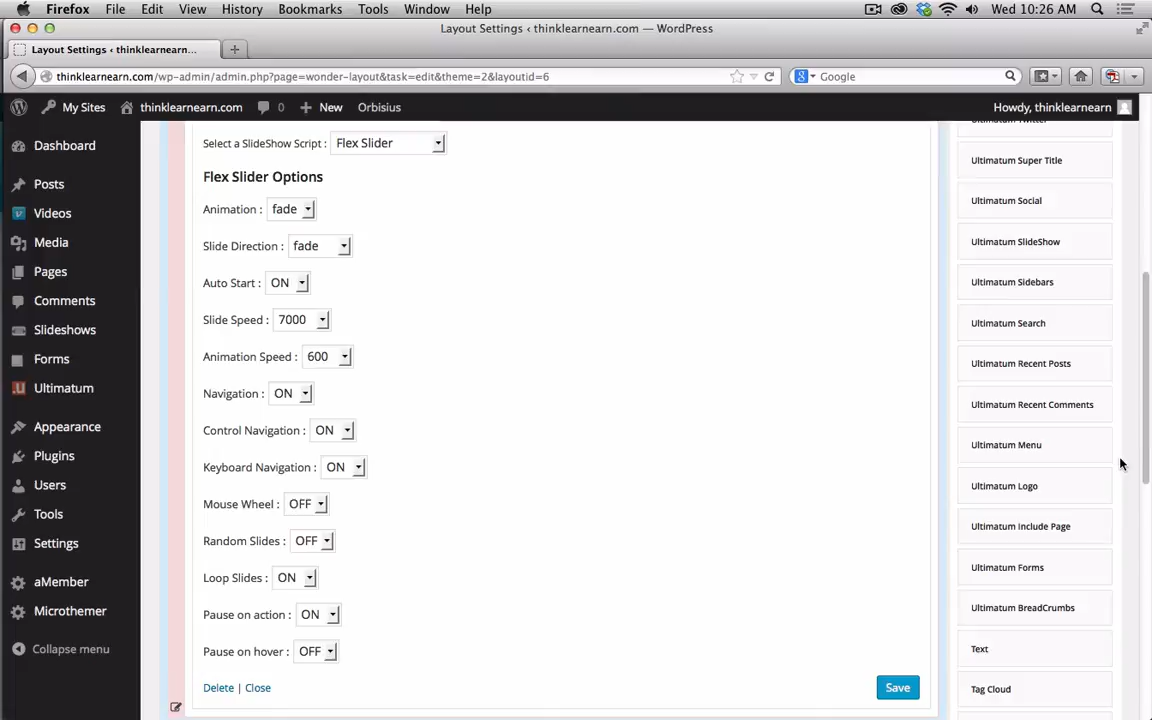 Firefox File Edit View History Bookmarks Tools Window Help Wed 10:26 AM
Layout Settings ‹ thinklearnearn.com — WordPress
Layout Settings ‹ thinklearnearn.com...
thinklearnearn.com/wp-admin/admin.php?page=wonder-layout&task=edit&theme=2&layoutid=6 Google
My Sites thinklearnearn.com 0 New Orbisius Howdy, thinklearnearn
Dashboard
Posts
Videos
Media
Pages
Comments
Slideshows
Forms
Ultimatum
Appearance
Plugins
Users
Tools
Settings
aMember
Microthemer
Collapse menu
Select a SlideShow Script : Flex Slider
Flex Slider Options
Animation : fade
Slide Direction : fade
Auto Start : ON
Slide Speed : 7000
Animation Speed : 600
Navigation : ON
Control Navigation : ON
Keyboard Navigation : ON
Mouse Wheel : OFF
Random Slides : OFF
Loop Slides : ON
Pause on action : ON
Pause on hover : OFF
Delete | Close Save
Ultimatum Twitter
Ultimatum Super Title
Ultimatum Social
Ultimatum SlideShow
Ultimatum Sidebars
Ultimatum Search
Ultimatum Recent Posts
Ultimatum Recent Comments
Ultimatum Menu
Ultimatum Logo
Ultimatum Include Page
Ultimatum Forms
Ultimatum BreadCrumbs
Text
Tag Cloud